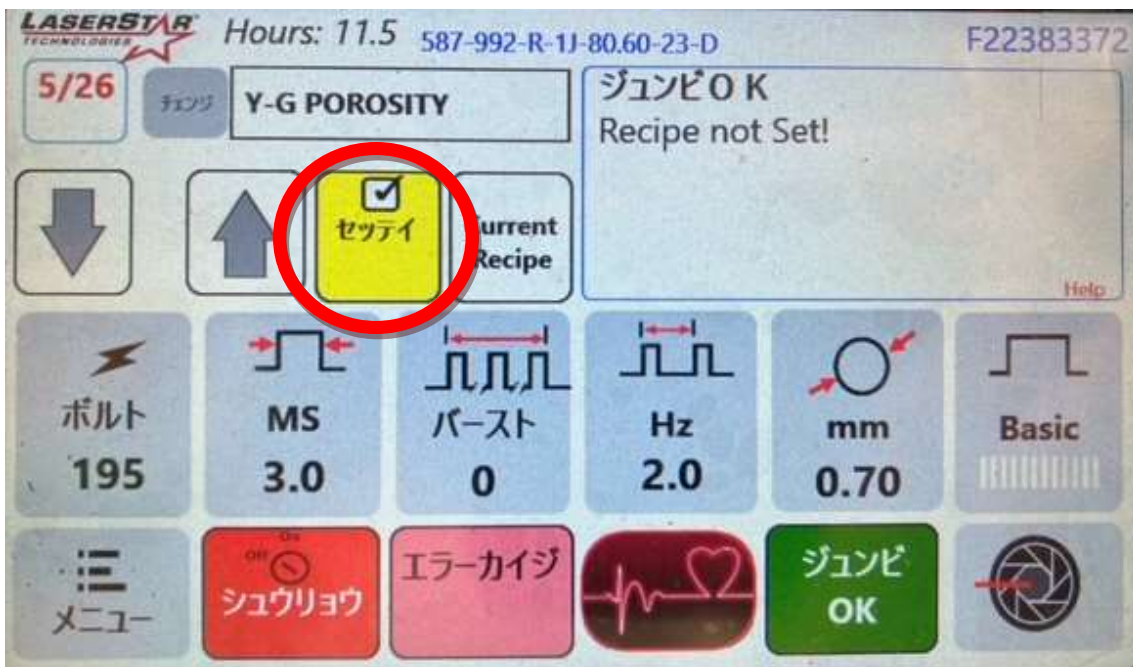 LASERSTAR
TECHNOLOGIES
Hours: 11.5
587-992-R-1J-80.60-23-D
F22383372
5/26
チェンジ
Y-G POROSITY
ジュンビOK
Recipe not Set!
セッテイ
Current
Recipe
Help
ボルト
195
MS
3.0
バースト
0
Hz
2.0
mm
0.70
Basic
メニュー
On
Off
シュウリョウ
エラーカイジ
ジュンビ
OK